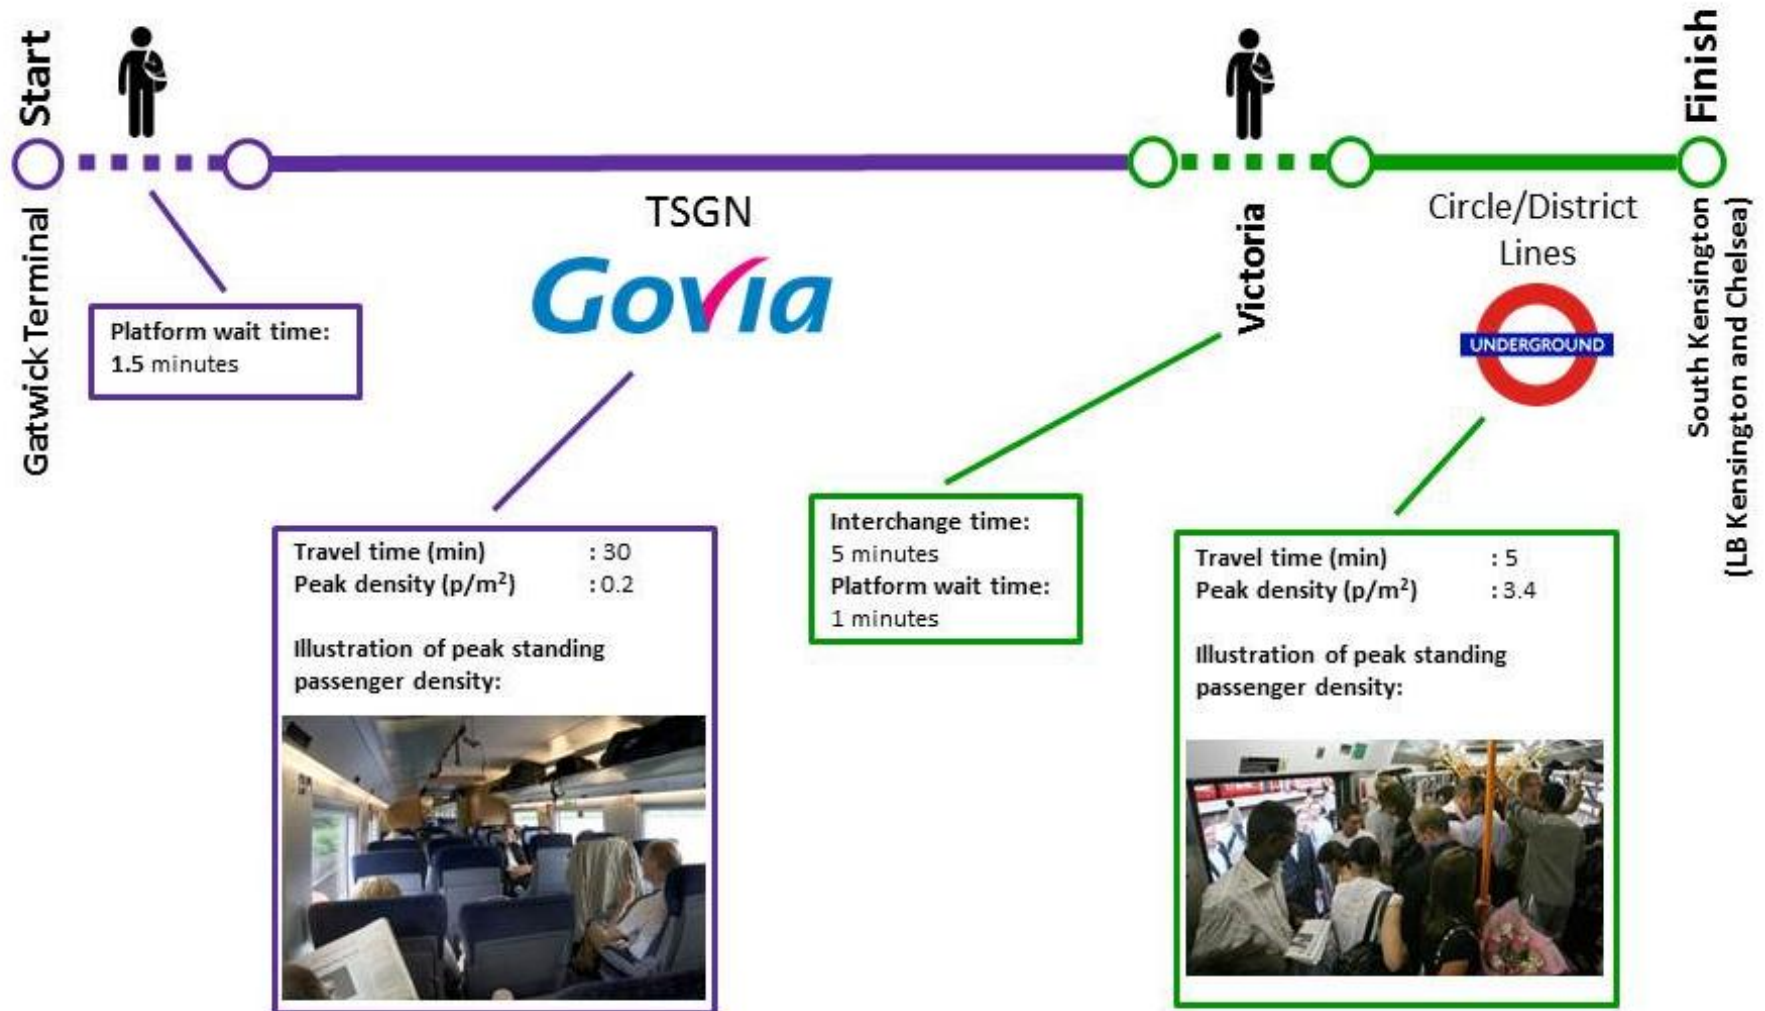 Start
Gatwick Terminal
Platform wait time:
1.5 minutes
TSGN
Govia
Travel time (min) : 30
Peak density (p/m²) : 0.2
Illustration of peak standing
passenger density:
Victoria
Interchange time:
5 minutes
Platform wait time:
1 minutes
Circle/District
Lines
UNDERGROUND
Travel time (min) : 5
Peak density (p/m²) : 3.4
Illustration of peak standing
passenger density:
Finish
South Kensington
(LB Kensington and Chelsea)